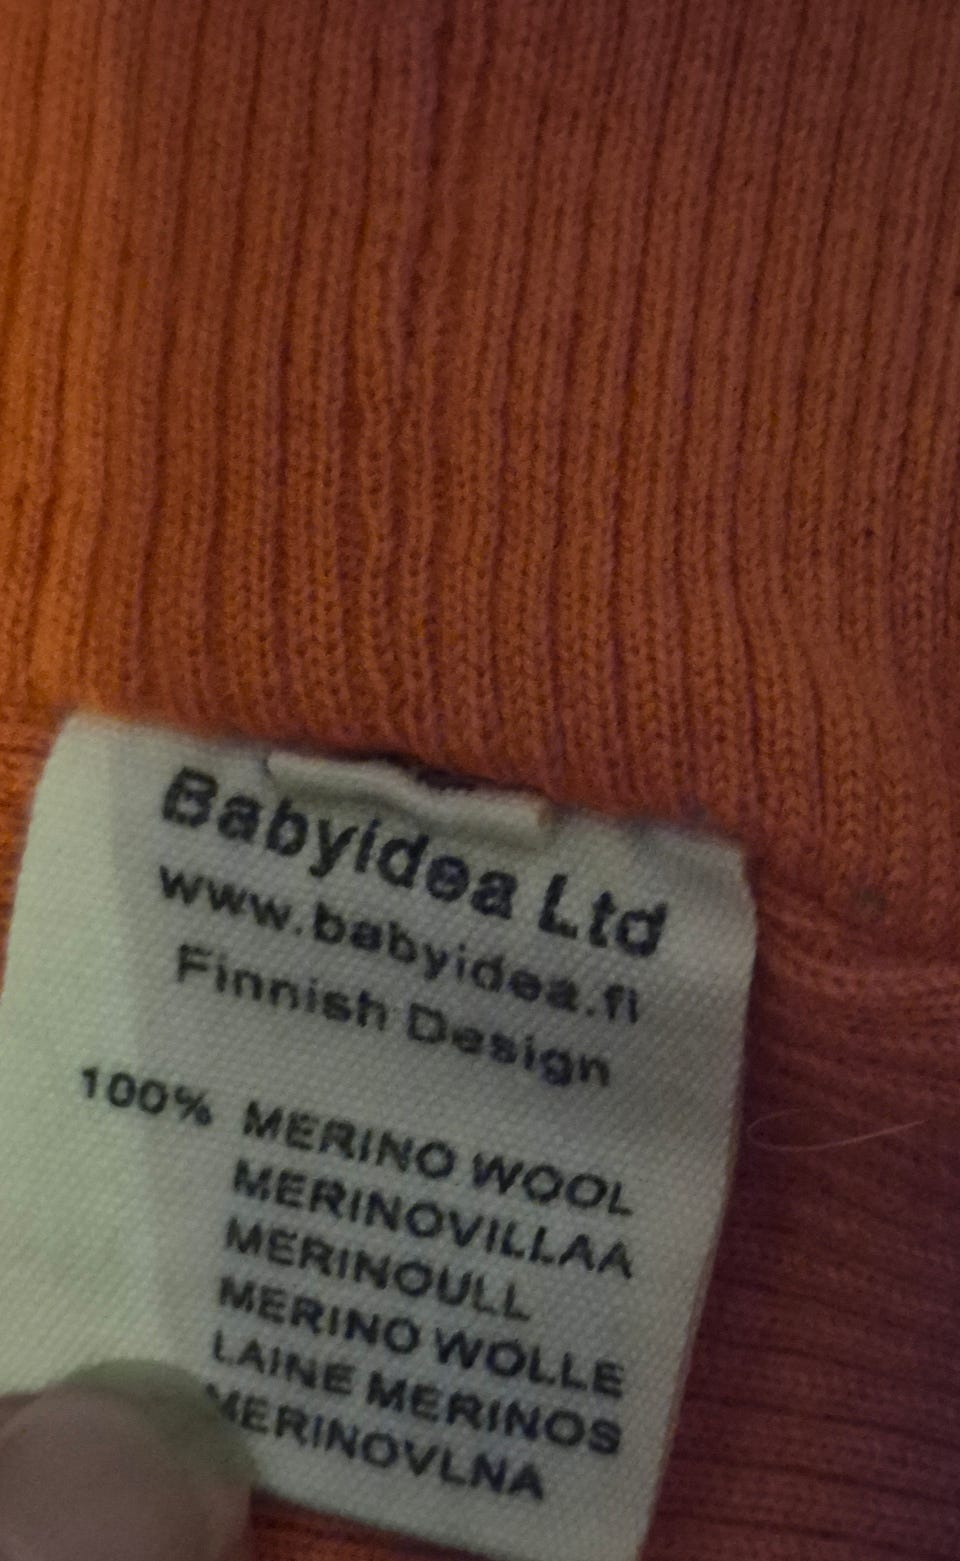 Babyidea Ltd
www.babyidea.fi
Finnish Design
100% MERINO WOOL
MERINOVILLAA
MERINOULL
MERINO WOLLE
LAINE MERINOS
MERINOVLNA